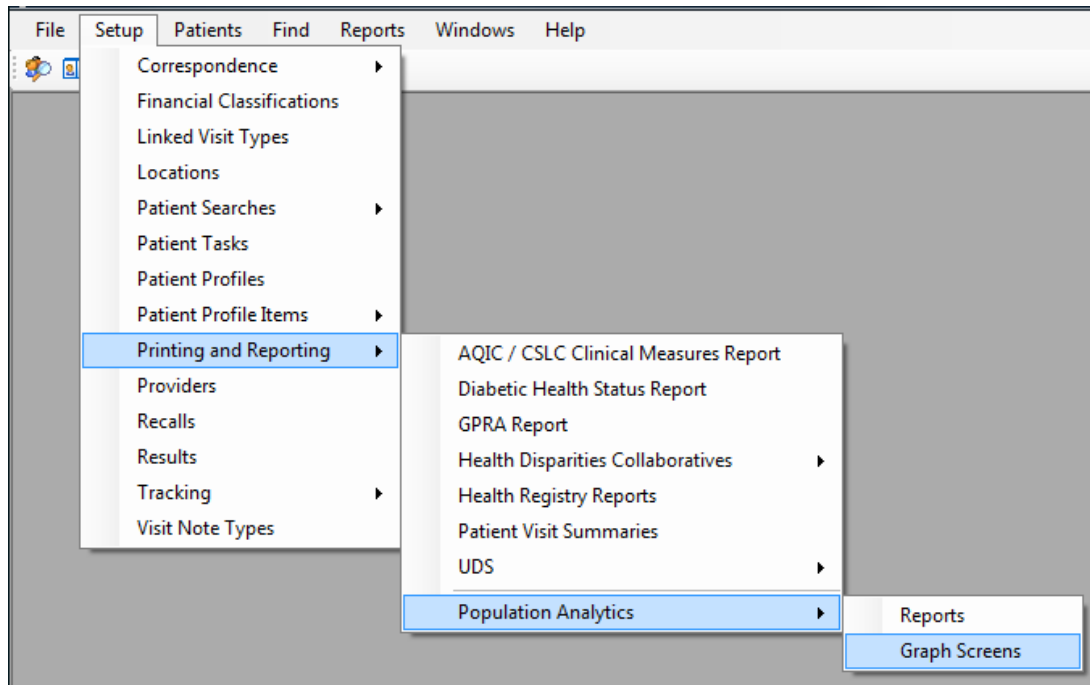 File Setup Patients Find Reports Windows Help
Correspondence
Financial Classifications
Linked Visit Types
Locations
Patient Searches
Patient Tasks
Patient Profiles
Patient Profile Items
Printing and Reporting
Providers
Recalls
Results
Tracking
Visit Note Types
AQIC / CSLC Clinical Measures Report
Diabetic Health Status Report
GPRA Report
Health Disparities Collaboratives
Health Registry Reports
Patient Visit Summaries
UDS
Population Analytics
Reports
Graph Screens